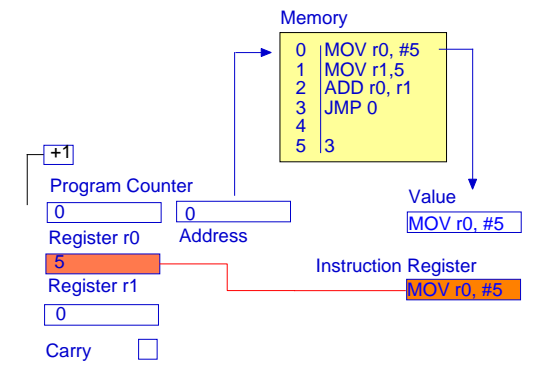 Memory
0 MOV r0, #5
1 MOV r1,5
2 ADD r0, r1
3 JMP 0
4
5 3
+1
Program Counter
0
0
Address
Value
MOV r0, #5
Register r0
5
Instruction Register
MOV r0, #5
Register r1
0
Carry